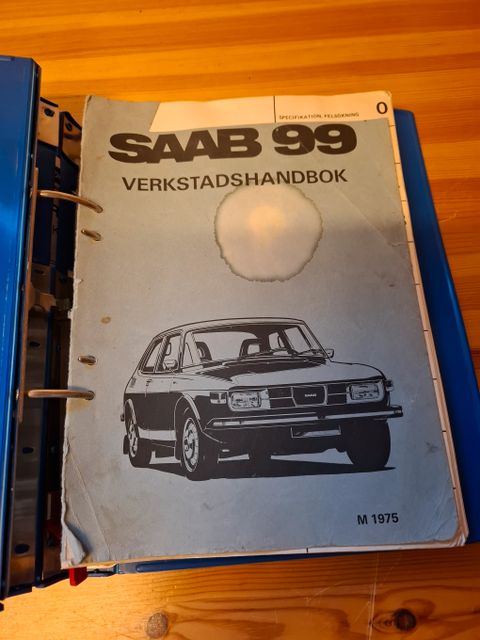 SPECIFIKATION, FELSÖKNING
0
SAAB 99
VERKSTADSHANDBOK
M 1975